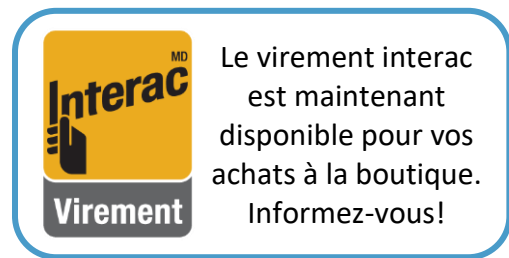 MD
Interac
Virement
Le virement interac
est maintenant
disponible pour vos
achats à la boutique.
Informez-vous!